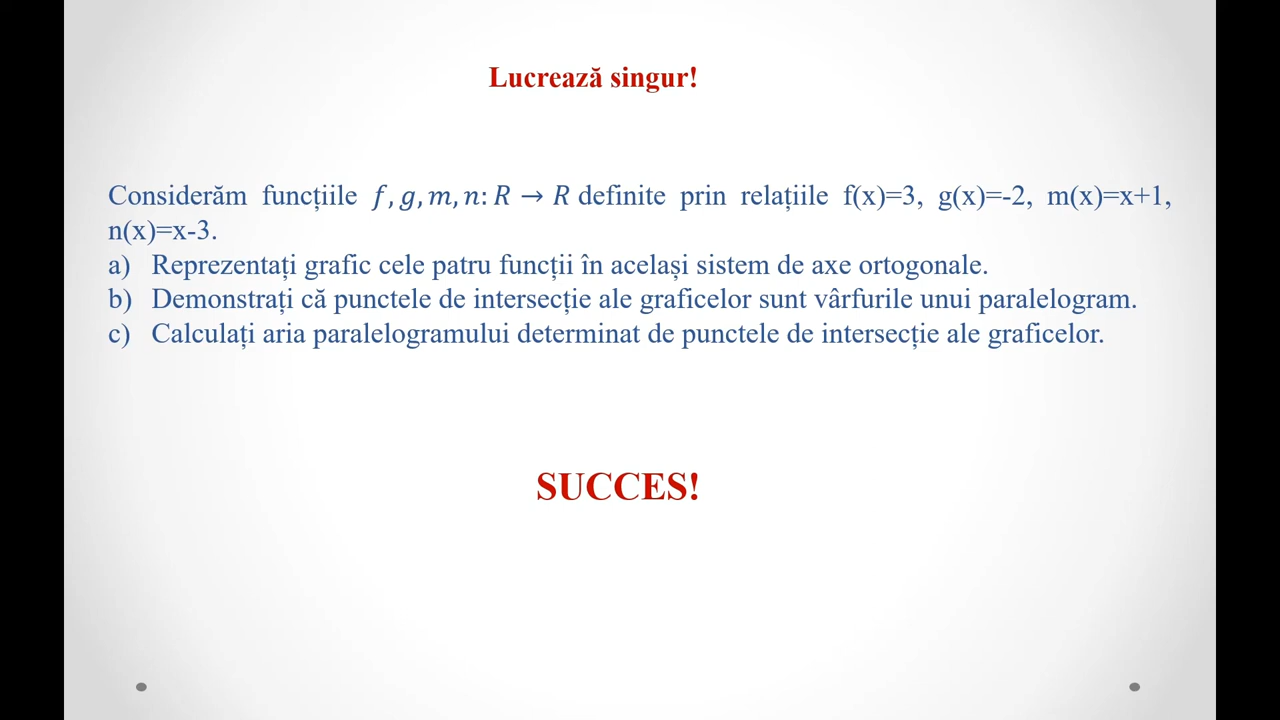 Lucrează singur!
Considerăm funcțiile f, g, m, n: R → R definite prin relațiile f(x)=3, g(x)=-2, m(x)=x+1,
n(x)=x-3.
a) Reprezentați grafic cele patru funcții în același sistem de axe ortogonale.
b) Demonstrați că punctele de intersecție ale graficelor sunt vârfurile unui paralelogram.
c) Calculați aria paralelogramului determinat de punctele de intersecție ale graficelor.
SUCCES!